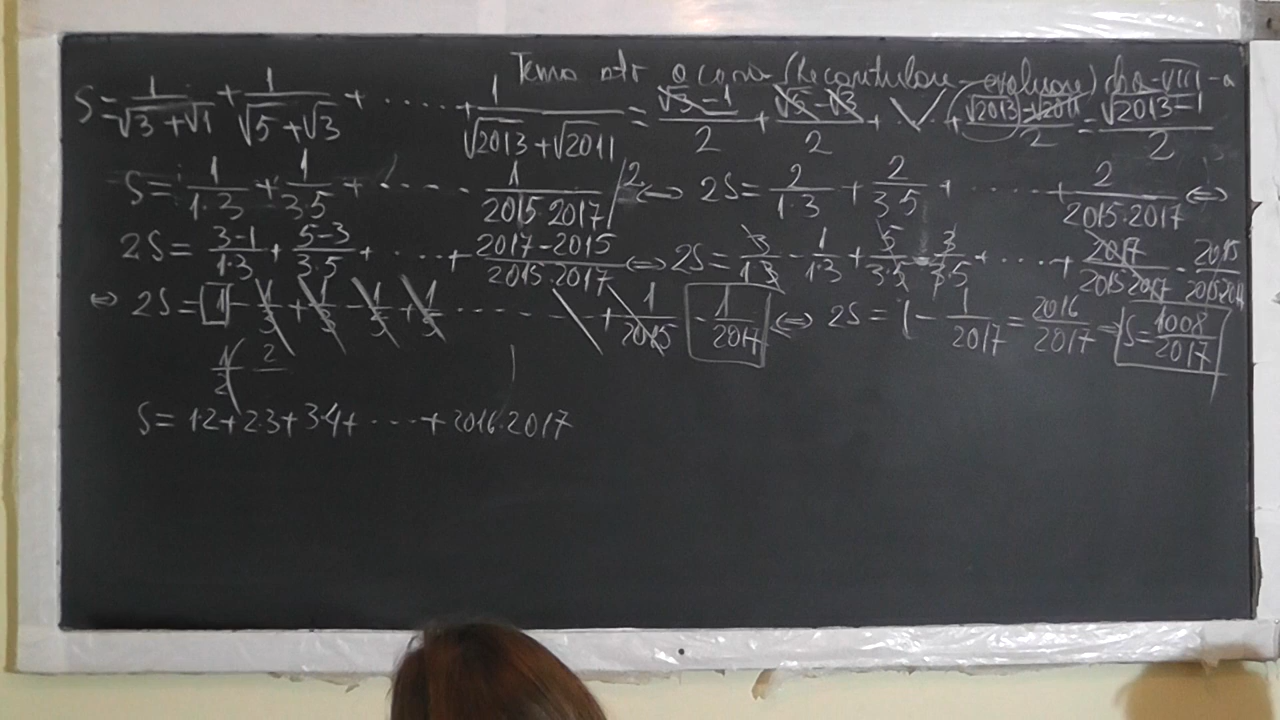 Tema ptr acasa (Recapitulare - evaluare) cls a-VIII-a
S = 1/(√3+√1) + 1/(√5+√3) + ..... + 1/(√2013+√2011) = (√3-1)/2 + (√5-√3)/2 + ... + (√2013-√2011)/2 = (√2013-1)/2
S = 1/(1·3) + 1/(3·5) + ..... 1/(2015·2017) |·2 ⇔ 2S = 2/(1·3) + 2/(3·5) + ...... + 2/(2015·2017) ⇔
2S = (3-1)/(1·3) + (5-3)/(3·5) + ..... + (2017-2015)/(2015·2017) ⇔ 2S = 3/(1·3) - 1/(1·3) + 5/(3·5) - 3/(3·5) + ..... + 2017/(2015·2017) - 2015/(2015·2017)
⇔ 2S = 1 - 1/3 + 1/3 - 1/5 + 1/5 ....... + 1/2015 - 1/2017 ⇔ 2S = 1 - 1/2017 = 2016/2017 ⇒ S = 1008/2017
1/2 2
S = 1·2+2·3+3·4+ ..... + 2016·2017